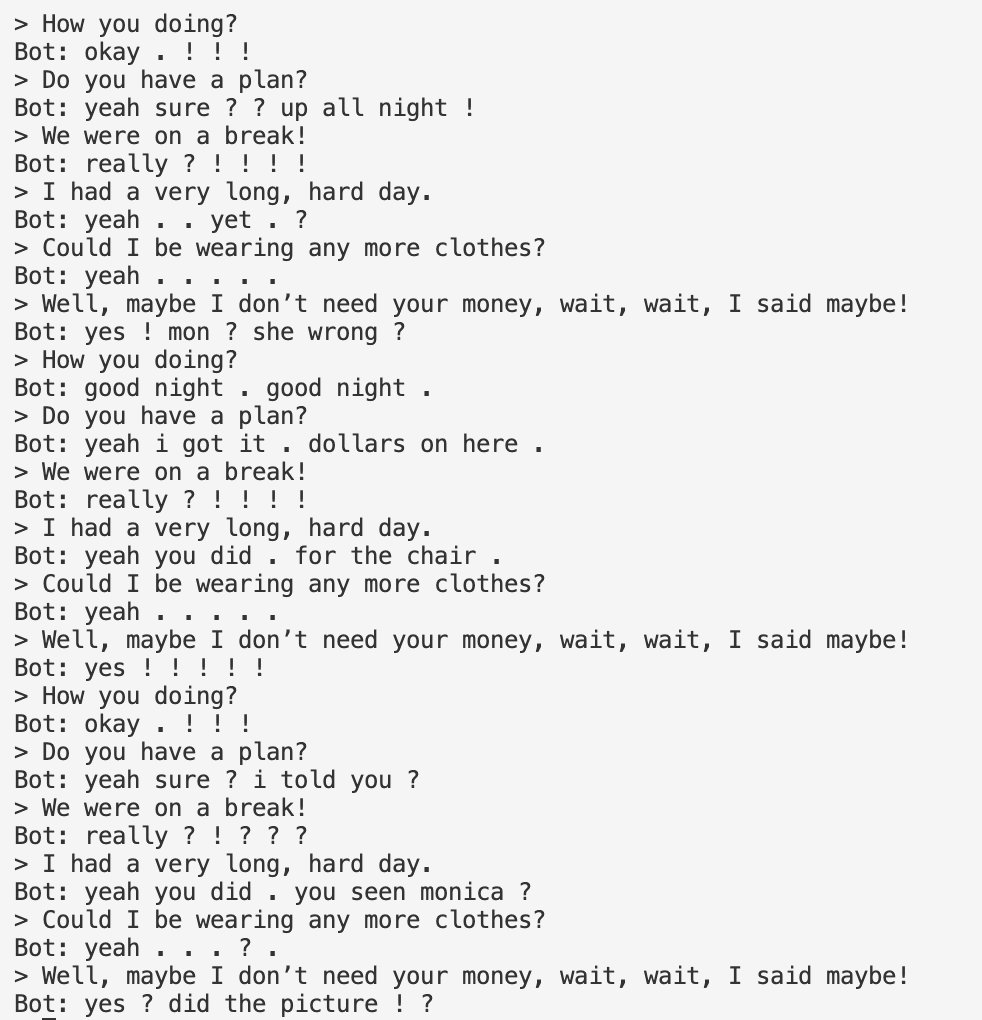 > How you doing?
Bot: okay . ! ! !
> Do you have a plan?
Bot: yeah sure ? ? up all night !
> We were on a break!
Bot: really ? ! ! ! !
> I had a very long, hard day.
Bot: yeah . . yet . ?
> Could I be wearing any more clothes?
Bot: yeah . . . . .
> Well, maybe I don’t need your money, wait, wait, I said maybe!
Bot: yes ! mon ? she wrong ?
> How you doing?
Bot: good night . good night .
> Do you have a plan?
Bot: yeah i got it . dollars on here .
> We were on a break!
Bot: really ? ! ! ! !
> I had a very long, hard day.
Bot: yeah you did . for the chair .
> Could I be wearing any more clothes?
Bot: yeah . . . . .
> Well, maybe I don’t need your money, wait, wait, I said maybe!
Bot: yes ! ! ! ! !
> How you doing?
Bot: okay . ! ! !
> Do you have a plan?
Bot: yeah sure ? i told you ?
> We were on a break!
Bot: really ? ! ? ? ?
> I had a very long, hard day.
Bot: yeah you did . you seen monica ?
> Could I be wearing any more clothes?
Bot: yeah . . . ? .
> Well, maybe I don’t need your money, wait, wait, I said maybe!
Bot: yes ? did the picture ! ?